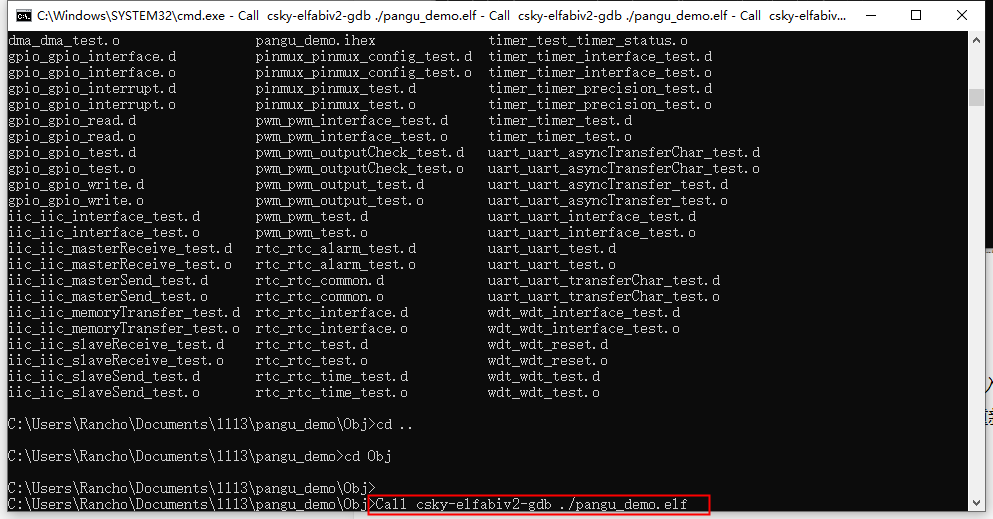 C:\Windows\SYSTEM32\cmd.exe - Call  csky-elfabiv2-gdb ./pangu_demo.elf - Call  csky-elfabiv2-gdb ./pangu_demo.elf - Call  csky-elfabiv...
dma_dma_test.o pangu_demo.ihex timer_test_timer_status.o
gpio_gpio_interface.d pinmux_pinmux_config_test.d timer_timer_interface_test.d
gpio_gpio_interface.o pinmux_pinmux_config_test.o timer_timer_interface_test.o
gpio_gpio_interrupt.d pinmux_pinmux_test.d timer_timer_precision_test.d
gpio_gpio_interrupt.o pinmux_pinmux_test.o timer_timer_precision_test.o
gpio_gpio_read.d pwm_pwm_interface_test.d timer_timer_test.d
gpio_gpio_read.o pwm_pwm_interface_test.o timer_timer_test.o
gpio_gpio_test.d pwm_pwm_outputCheck_test.d uart_uart_asyncTransferChar_test.d
gpio_gpio_test.o pwm_pwm_outputCheck_test.o uart_uart_asyncTransferChar_test.o
gpio_gpio_write.d pwm_pwm_output_test.d uart_uart_asyncTransfer_test.d
gpio_gpio_write.o pwm_pwm_output_test.o uart_uart_asyncTransfer_test.o
iic_iic_interface_test.d pwm_pwm_test.d uart_uart_interface_test.d
iic_iic_interface_test.o pwm_pwm_test.o uart_uart_interface_test.o
iic_iic_masterReceive_test.d rtc_rtc_alarm_test.d uart_uart_test.d
iic_iic_masterReceive_test.o rtc_rtc_alarm_test.o uart_uart_test.o
iic_iic_masterSend_test.d rtc_rtc_common.d uart_uart_transferChar_test.d
iic_iic_masterSend_test.o rtc_rtc_common.o uart_uart_transferChar_test.o
iic_iic_memoryTransfer_test.d rtc_rtc_interface.d wdt_wdt_interface_test.d
iic_iic_memoryTransfer_test.o rtc_rtc_interface.o wdt_wdt_interface_test.o
iic_iic_slaveReceive_test.d rtc_rtc_test.d wdt_wdt_reset.d
iic_iic_slaveReceive_test.o rtc_rtc_test.o wdt_wdt_reset.o
iic_iic_slaveSend_test.d rtc_rtc_time_test.d wdt_wdt_test.d
iic_iic_slaveSend_test.o rtc_rtc_time_test.o wdt_wdt_test.o
C:\Users\Rancho\Documents\1113\pangu_demo\Obj>cd ..
C:\Users\Rancho\Documents\1113\pangu_demo>cd Obj
C:\Users\Rancho\Documents\1113\pangu_demo\Obj>
C:\Users\Rancho\Documents\1113\pangu_demo\Obj>Call csky-elfabiv2-gdb ./pangu_demo.elf